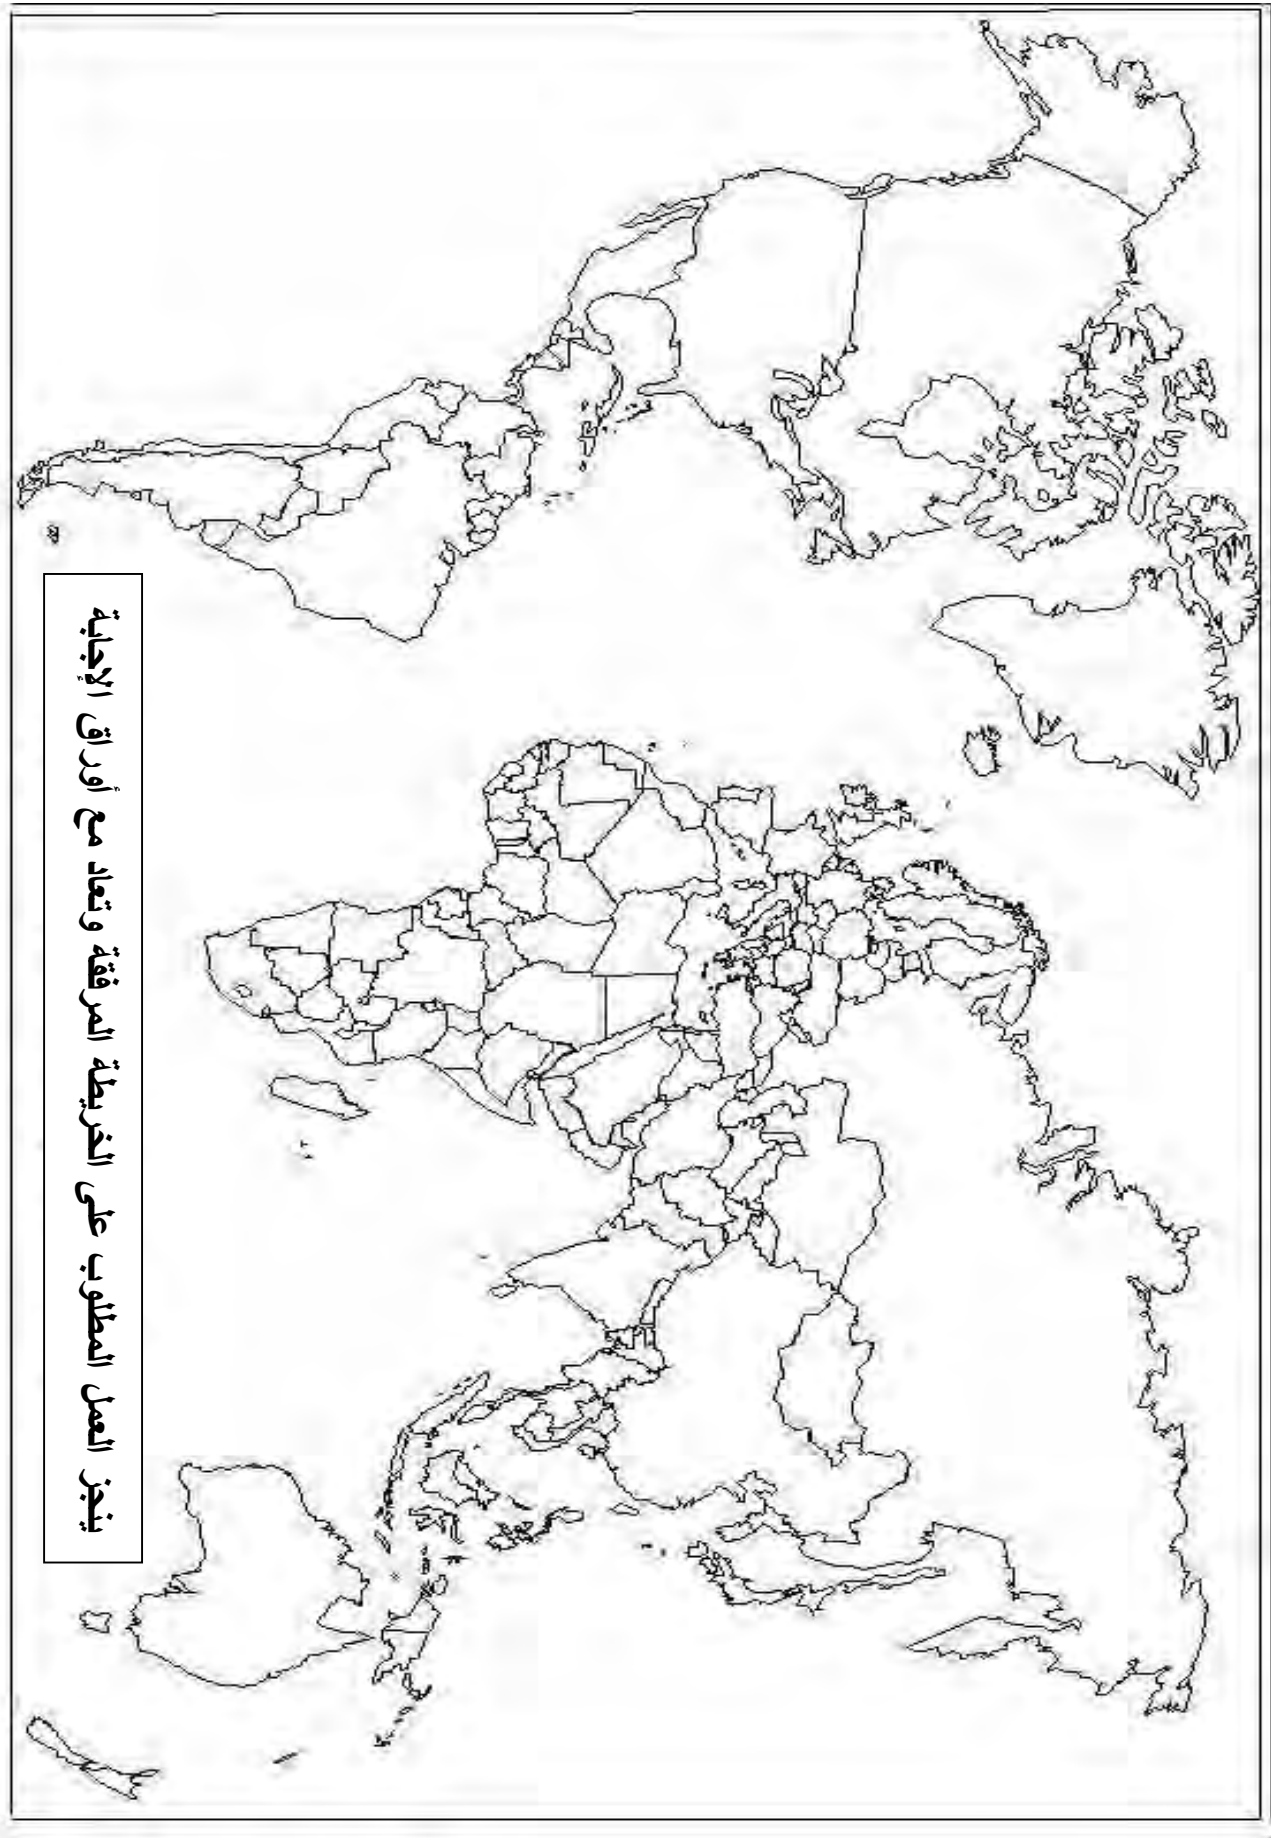 ينجز العمل المطلوب على الخريطة المرفقة وتعاد مع أوراق الإجابة